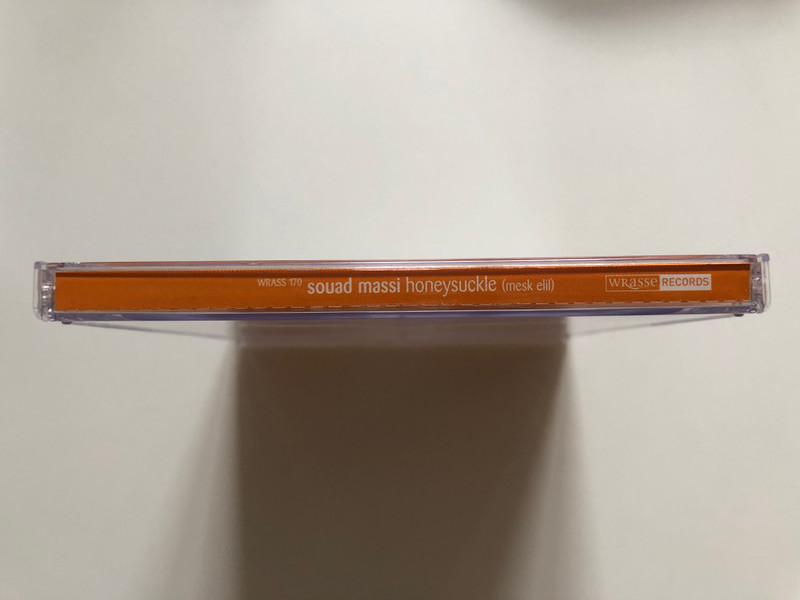 WRASS 170 souad massi honeysuckle (mesk elil) wrasse RECORDS